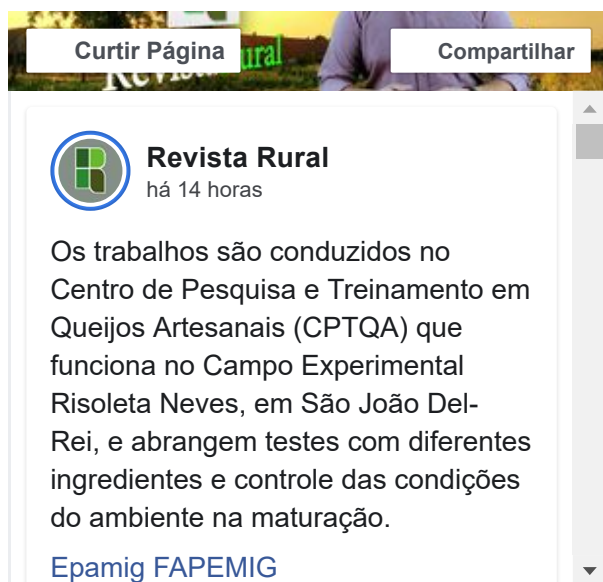 Curtir Página
Compartilhar
Revista Rural
Revista Rural
há 14 horas
Os trabalhos são conduzidos no
Centro de Pesquisa e Treinamento em
Queijos Artesanais (CPTQA) que
funciona no Campo Experimental
Risoleta Neves, em São João Del-
Rei, e abrangem testes com diferentes
ingredientes e controle das condições
do ambiente na maturação.
Epamig FAPEMIG